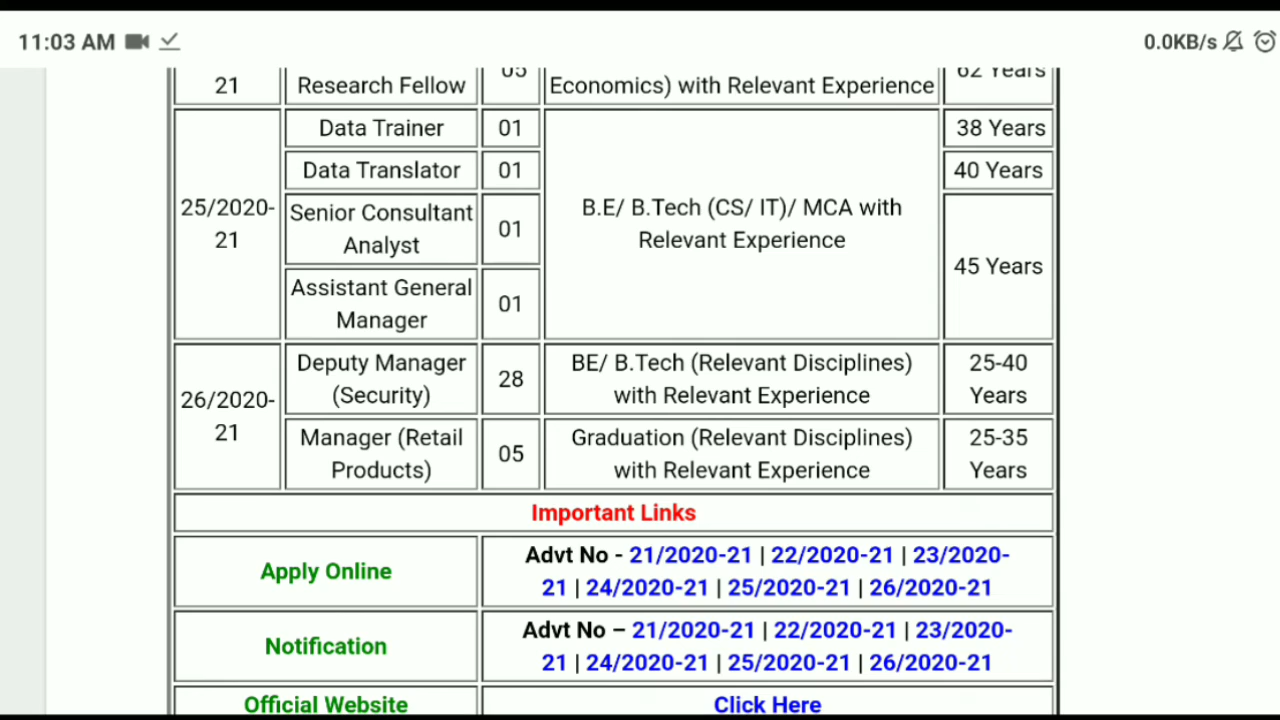 11:03 AM
0.0KB/s
21
Research Fellow
05
Economics) with Relevant Experience
62 Years
25/2020-
21
Data Trainer
01
Data Translator
01
Senior Consultant
Analyst
01
Assistant General
Manager
01
B.E/ B.Tech (CS/ IT)/ MCA with
Relevant Experience
38 Years
40 Years
45 Years
26/2020-
21
Deputy Manager
(Security)
28
BE/ B.Tech (Relevant Disciplines)
with Relevant Experience
25-40
Years
Manager (Retail
Products)
05
Graduation (Relevant Disciplines)
with Relevant Experience
25-35
Years
Important Links
Apply Online
Advt No - 21/2020-21 | 22/2020-21 | 23/2020-
21 | 24/2020-21 | 25/2020-21 | 26/2020-21
Notification
Advt No – 21/2020-21 | 22/2020-21 | 23/2020-
21 | 24/2020-21 | 25/2020-21 | 26/2020-21
Official Website
Click Here